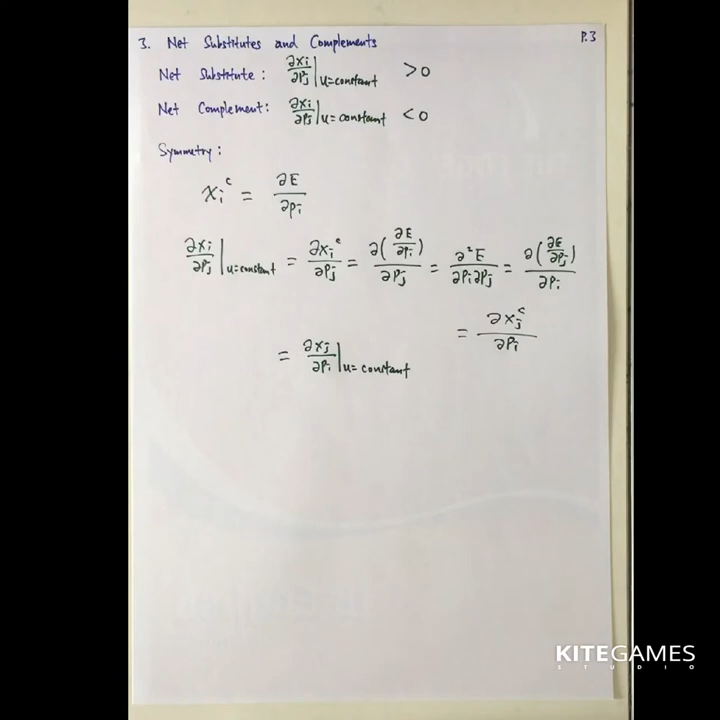 3. Net Substitutes and Complements P.3
Net Substitute: ∂xi/∂Pj |u=constant >0
Net Complement: ∂xi/∂Pj |u=constant <0
Symmetry:
xi^c = ∂E/∂Pi
∂xi/∂Pj |u=constant = ∂xi^c/∂Pj = ∂(∂E/∂Pi)/∂Pj = ∂²E/∂Pi∂Pj = ∂(∂E/∂Pj)/∂Pi
= ∂xj^c/∂Pi
= ∂xj/∂Pi |u=constant
KITEGAMES
STUDIO